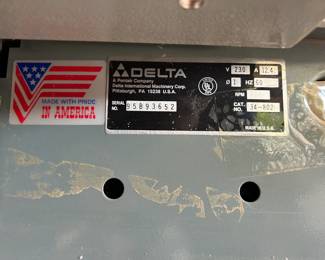 MADE WITH PRIDE
IN AMERICA
DELTA
A Pentair Company
Delta International Machinery Corp.
Pittsburgh, PA 15238 U.S.A.
SERIAL NO. 95B93652
V 230 A 12.4
Ø 1 HZ 60
RPM
CAT. NO. 34-802
MADE IN U.S.A.